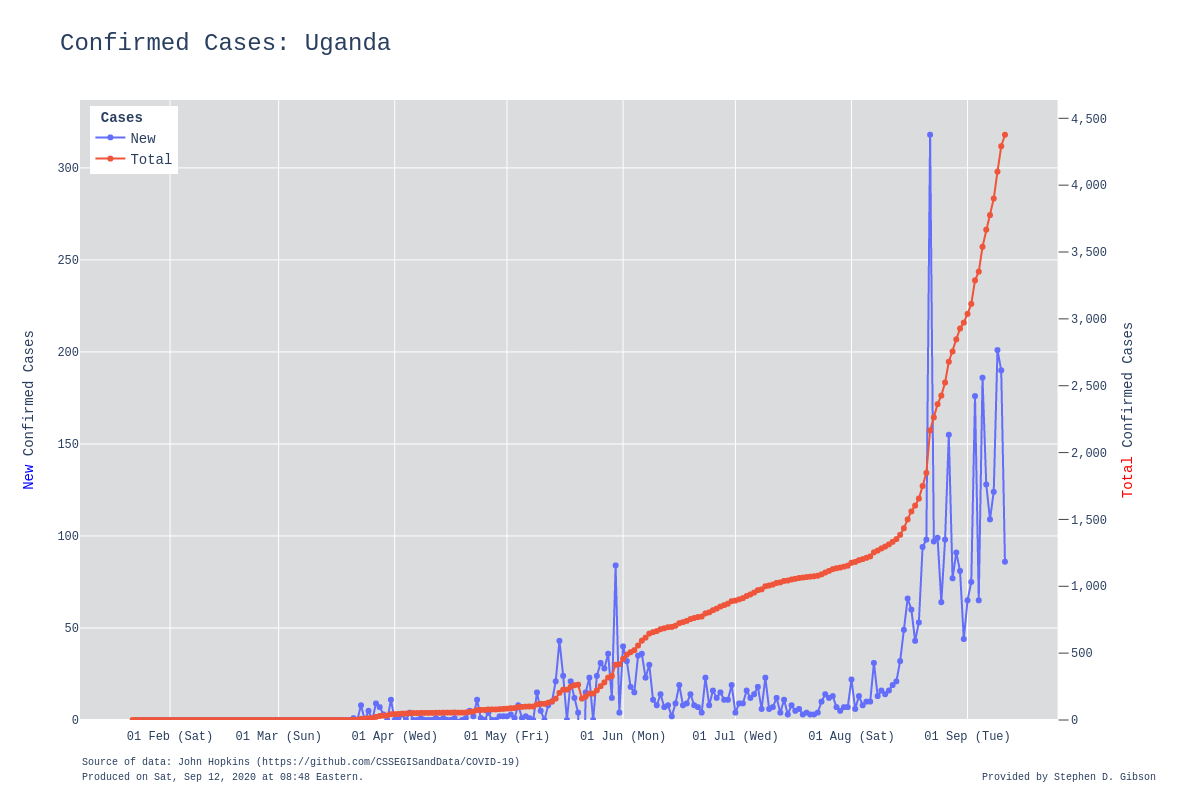 Confirmed Cases: Uganda
Cases
New
Total
300
250
200
150
100
50
0
4,500
4,000
3,500
3,000
2,500
2,000
1,500
1,000
500
0
New Confirmed Cases
Total Confirmed Cases
01 Feb (Sat) 01 Mar (Sun) 01 Apr (Wed) 01 May (Fri) 01 Jun (Mon) 01 Jul (Wed) 01 Aug (Sat) 01 Sep (Tue)
Source of data: John Hopkins (https://github.com/CSSEGISandData/COVID-19)
Produced on Sat, Sep 12, 2020 at 08:48 Eastern.
Provided by Stephen D. Gibson